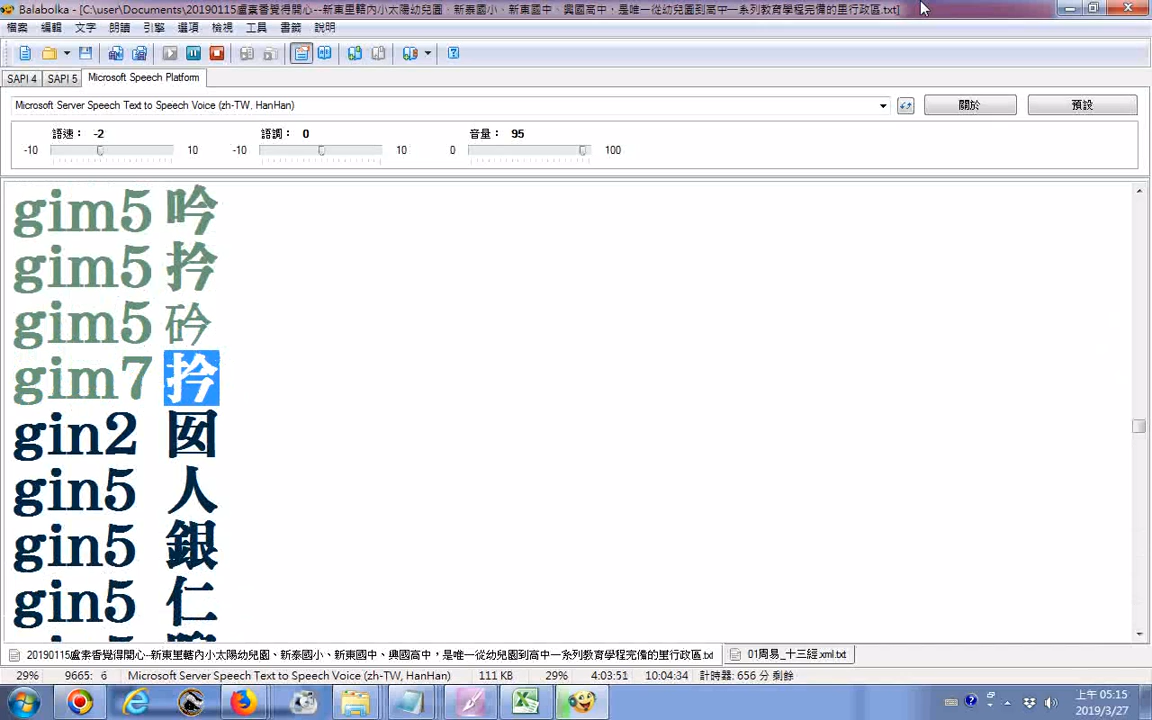 Balabolka - [C:\user\Documents\20190115盧素香覺得開心--新東里轄內小太陽幼兒園、新泰國小、新東國中、興國高中，是唯一從幼兒園到高中一系列教育學程完備的里行政區.txt]
檔案 編輯 文字 朗讀 引擎 選項 檢視 工具 書籤 說明
SAPI 4 SAPI 5 Microsoft Speech Platform
Microsoft Server Speech Text to Speech Voice (zh-TW, HanHan) 關於 預設
語速： -2 語調： 0 音量： 95
-10 10 -10 10 0 100
gim5 吟
gim5 扲
gim5 砛
gim7 扲
gin2 囡
gin5 人
gin5 銀
gin5 仁
20190115盧素香覺得開心--新東里轄內小太陽幼兒園、新泰國小、新東國中、興國高中，是唯一從幼兒園到高中一系列教育學程完備的里行政區.txt 01周易_十三經.xml.txt
29% 9665: 6 Microsoft Server Speech Text to Speech Voice (zh-TW, HanHan) 111 KB 29% 4:03:51 10:04:34 計時器: 656 分 剩餘
上午 05:15
2019/3/27